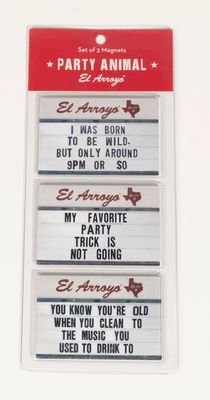 Set of 3 Magnets
★ PARTY ANIMAL ★
El Arroyo
El Arroyo
I WAS BORN
TO BE WILD.
BUT ONLY AROUND
9PM OR SO
El Arroyo
MY FAVORITE
PARTY
TRICK IS
NOT GOING
El Arroyo
YOU KNOW YOU'RE OLD
WHEN YOU CLEAN TO
THE MUSIC YOU
USED TO DRINK TO